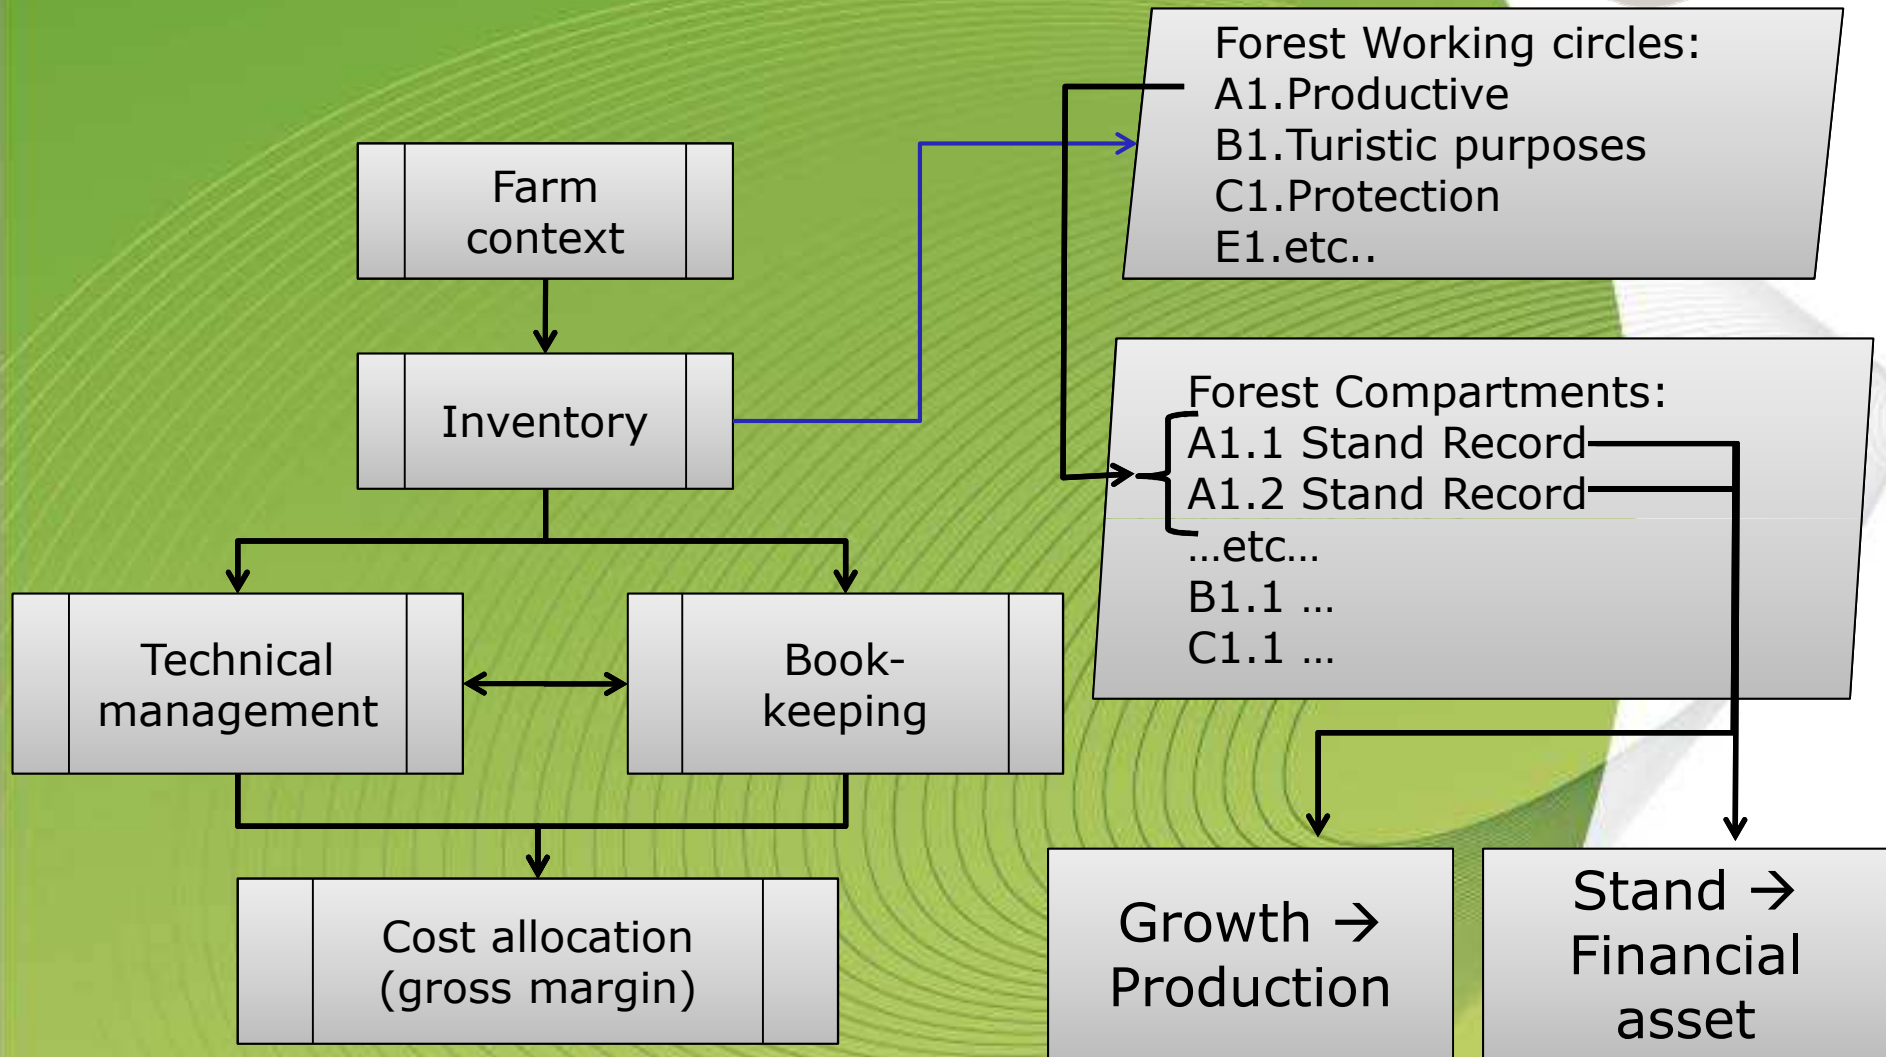 Farm
context
Inventory
Technical
management
Book-
keeping
Cost allocation
(gross margin)
Forest Working circles:
A1.Productive
B1.Turistic purposes
C1.Protection
E1.etc..
Forest Compartments:
A1.1 Stand Record
A1.2 Stand Record
…etc…
B1.1 …
C1.1 …
Growth →
Production
Stand →
Financial
asset